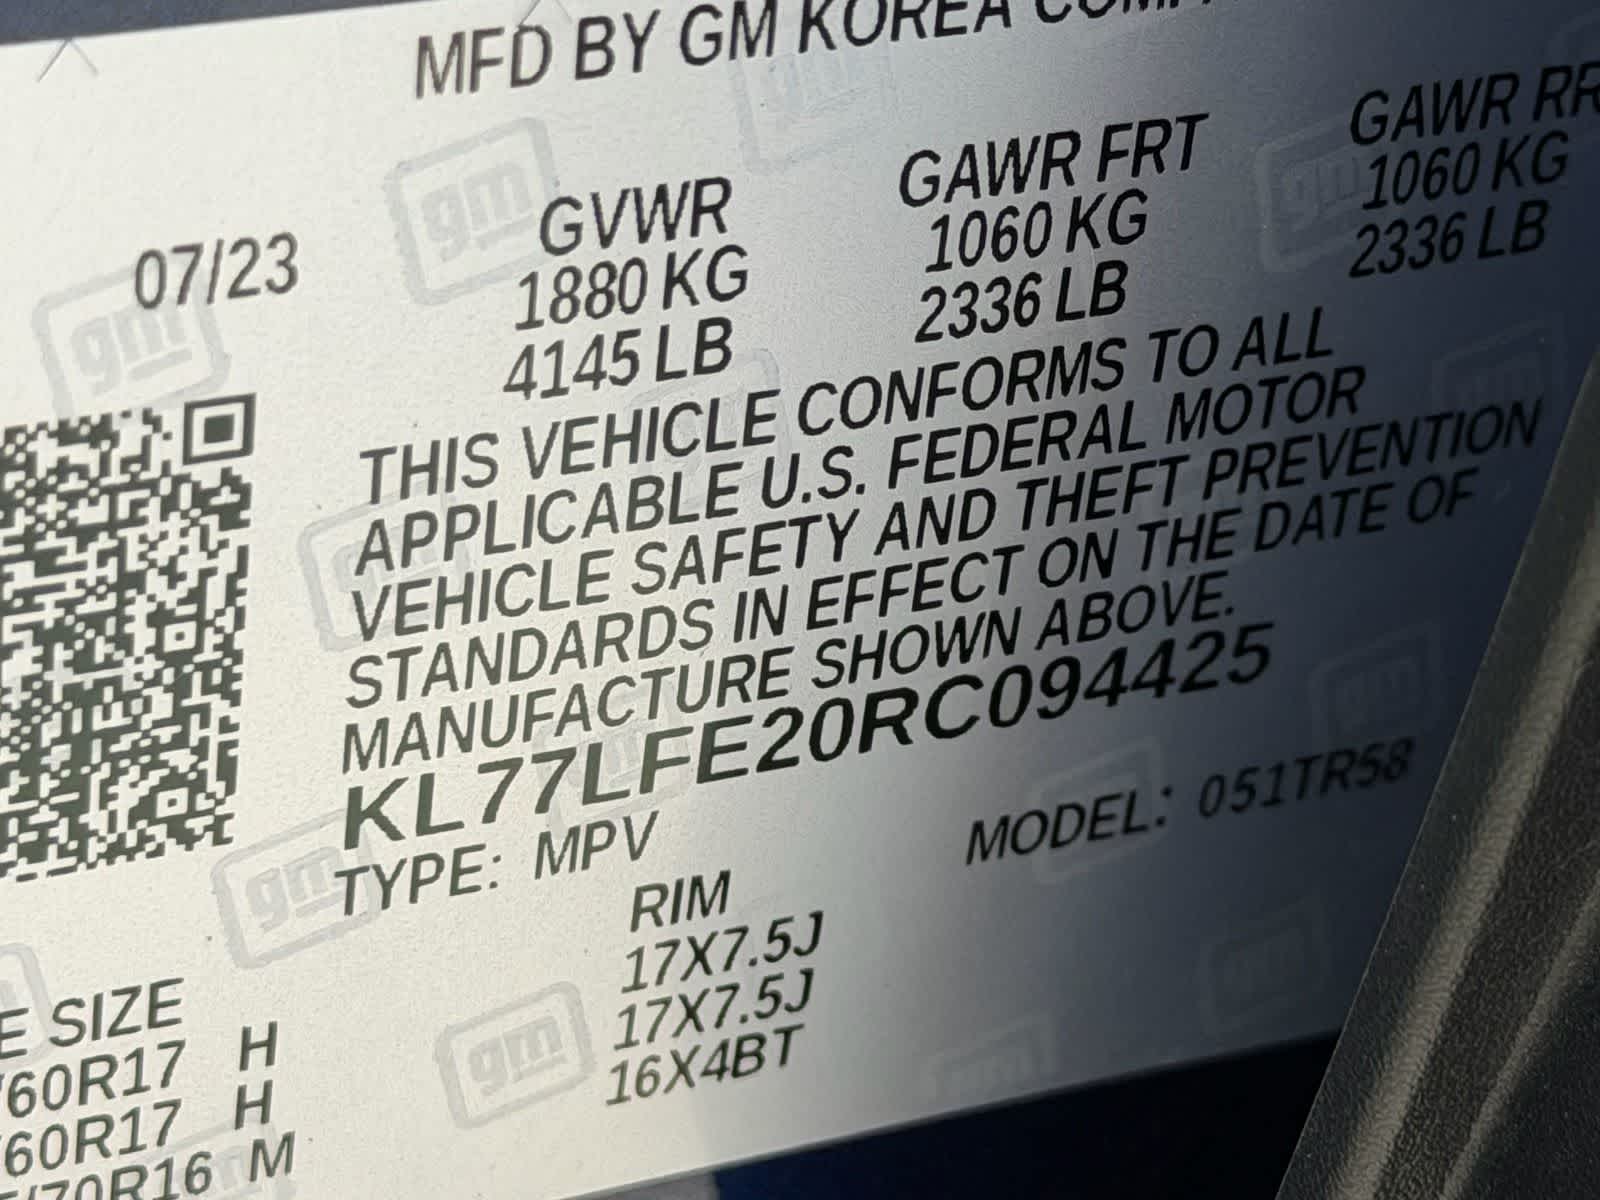 MFD BY GM KOREA
07/23
GVWR GAWR FRT GAWR RR
1880 KG 1060 KG 1060 KG
4145 LB 2336 LB 2336 LB
THIS VEHICLE CONFORMS TO ALL
APPLICABLE U.S. FEDERAL MOTOR
VEHICLE SAFETY AND THEFT PREVENTION
STANDARDS IN EFFECT ON THE DATE OF
MANUFACTURE SHOWN ABOVE.
KL77LFE20RC094425
TYPE: MPV MODEL: 051TR58
E SIZE RIM
/60R17 H 17X7.5J
/60R17 H 17X7.5J
/70R16 M 16X4BT
gm